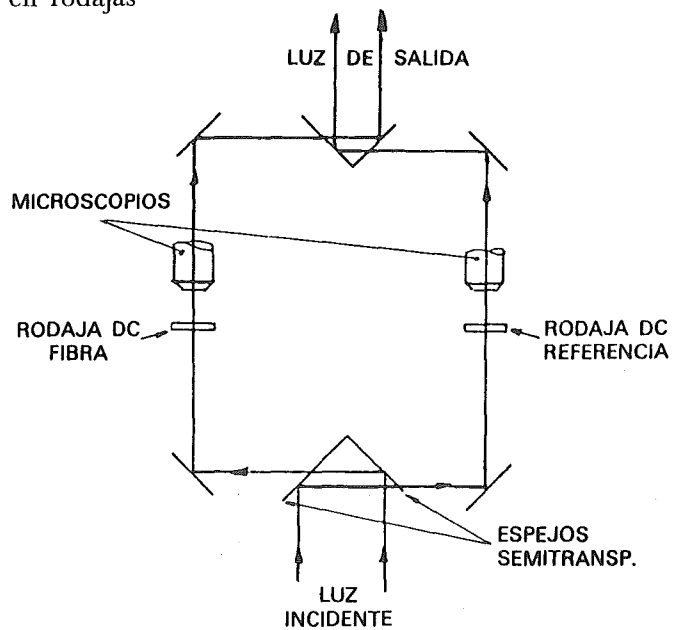 en rodajas
LUZ DE SALIDA
MICROSCOPIOS
RODAJA DC
FIBRA
RODAJA DC
REFERENCIA
ESPEJOS
SEMITRANSP.
LUZ
INCIDENTE